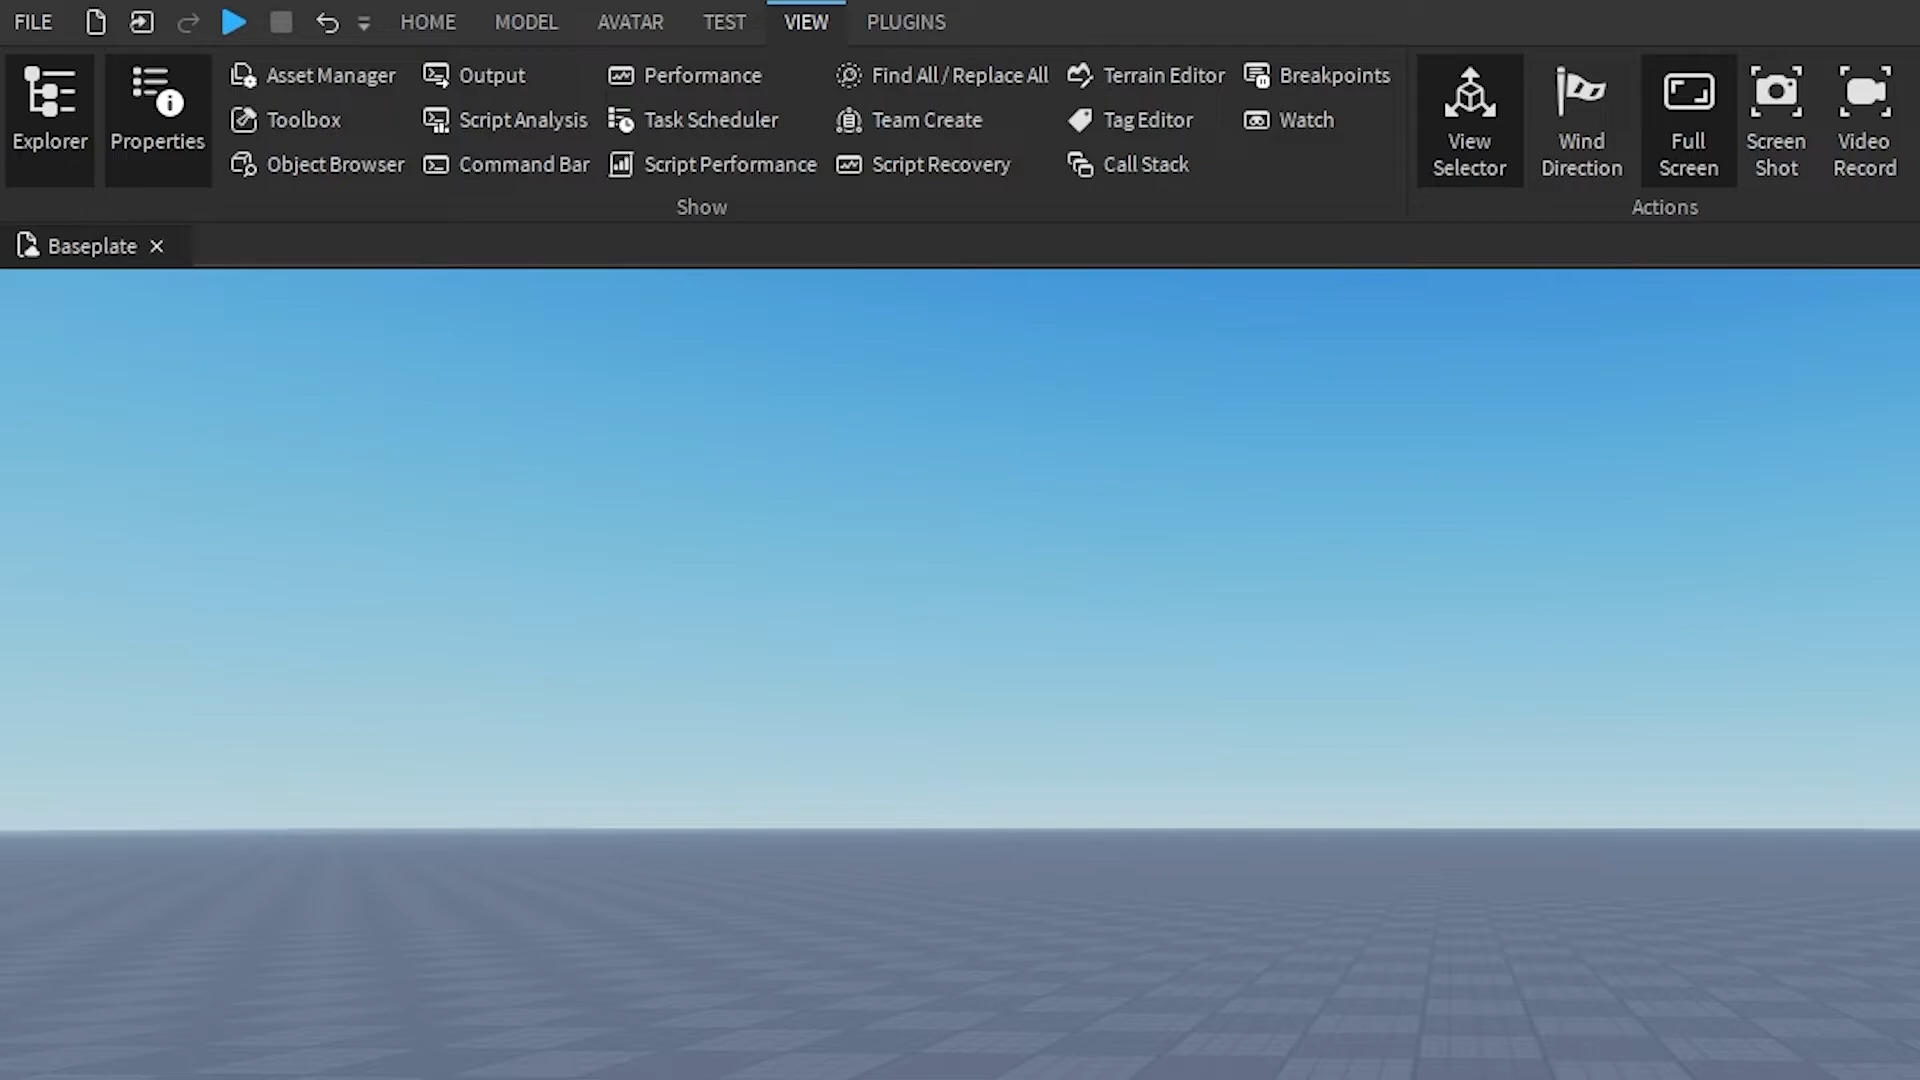 FILE HOME MODEL AVATAR TEST VIEW PLUGINS
Explorer
Properties
Asset Manager
Toolbox
Object Browser
Output
Script Analysis
Command Bar
Performance
Task Scheduler
Script Performance
Find All / Replace All
Team Create
Script Recovery
Terrain Editor
Tag Editor
Call Stack
Breakpoints
Watch
Show
View
Selector
Wind
Direction
Full
Screen
Screen
Shot
Video
Record
Actions
Baseplate